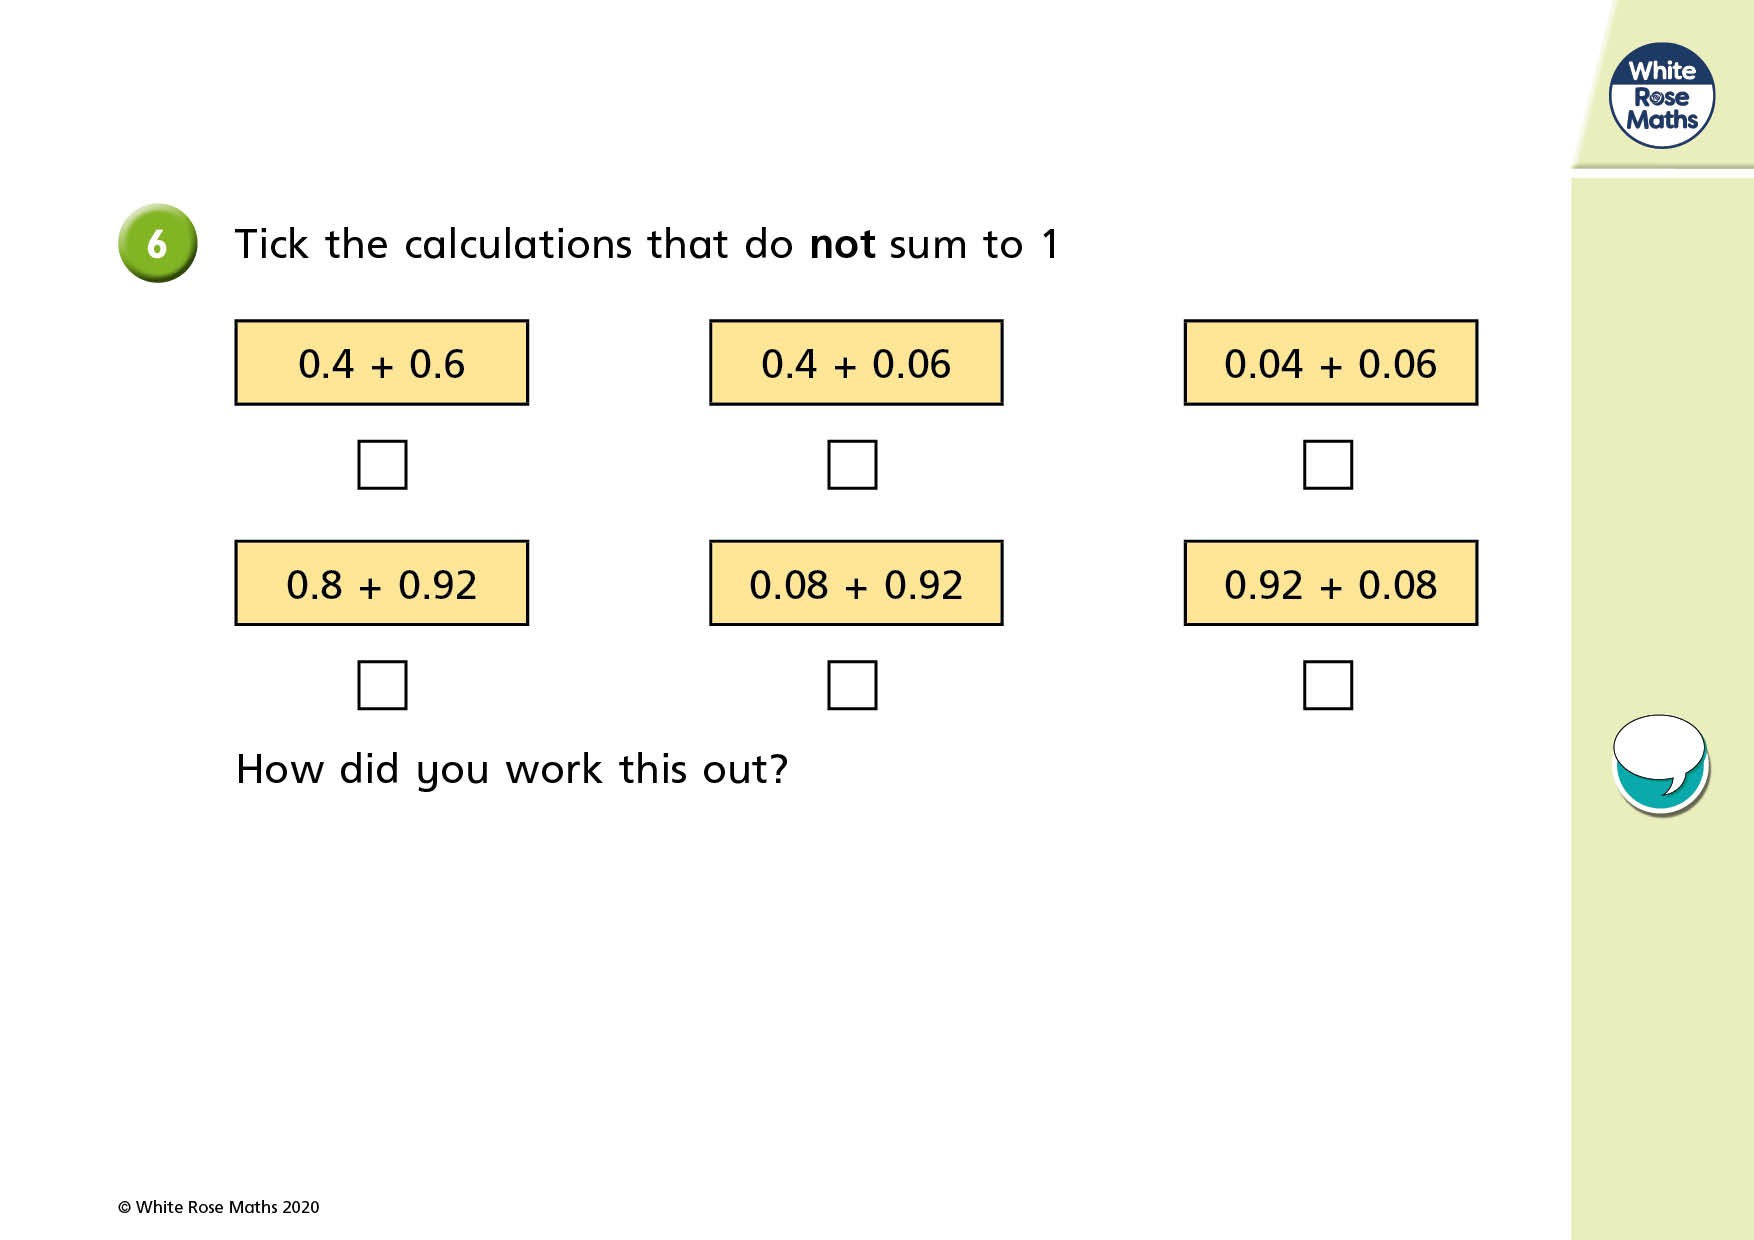 White
Rose
Maths
6 Tick the calculations that do not sum to 1
0.4 + 0.6 0.4 + 0.06 0.04 + 0.06
0.8 + 0.92 0.08 + 0.92 0.92 + 0.08
How did you work this out?
© White Rose Maths 2020